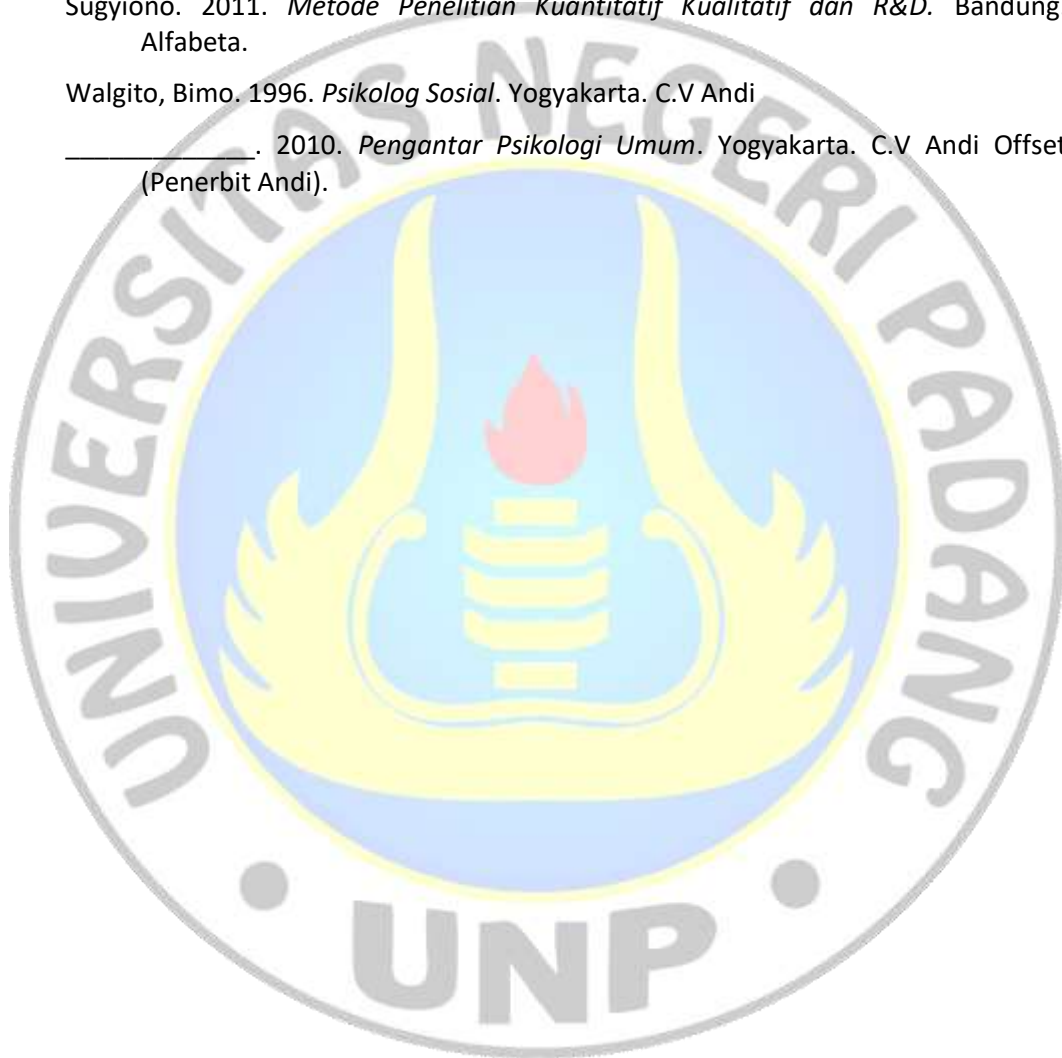 Sugyiono. 2011. Metode Penelitian Kuantitatif Kualitatif dan R&D. Bandung
Alfabeta.
Walgito, Bimo. 1996. Psikolog Sosial. Yogyakarta. C.V Andi
_____________. 2010. Pengantar Psikologi Umum. Yogyakarta. C.V Andi Offset
(Penerbit Andi).
UNIVERSITAS NEGERI PADANG
UNP